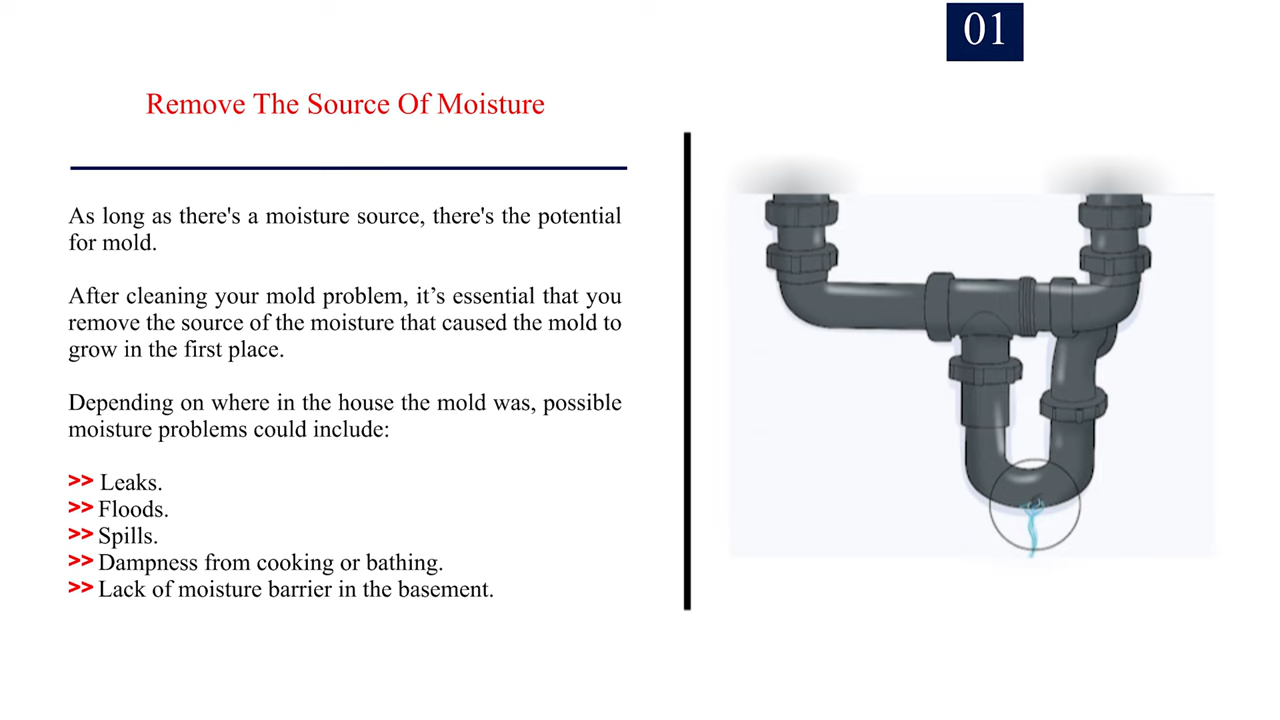 01
Remove The Source Of Moisture
As long as there's a moisture source, there's the potential
for mold.
After cleaning your mold problem, it’s essential that you
remove the source of the moisture that caused the mold to
grow in the first place.
Depending on where in the house the mold was, possible
moisture problems could include:
>> Leaks.
>> Floods.
>> Spills.
>> Dampness from cooking or bathing.
>> Lack of moisture barrier in the basement.